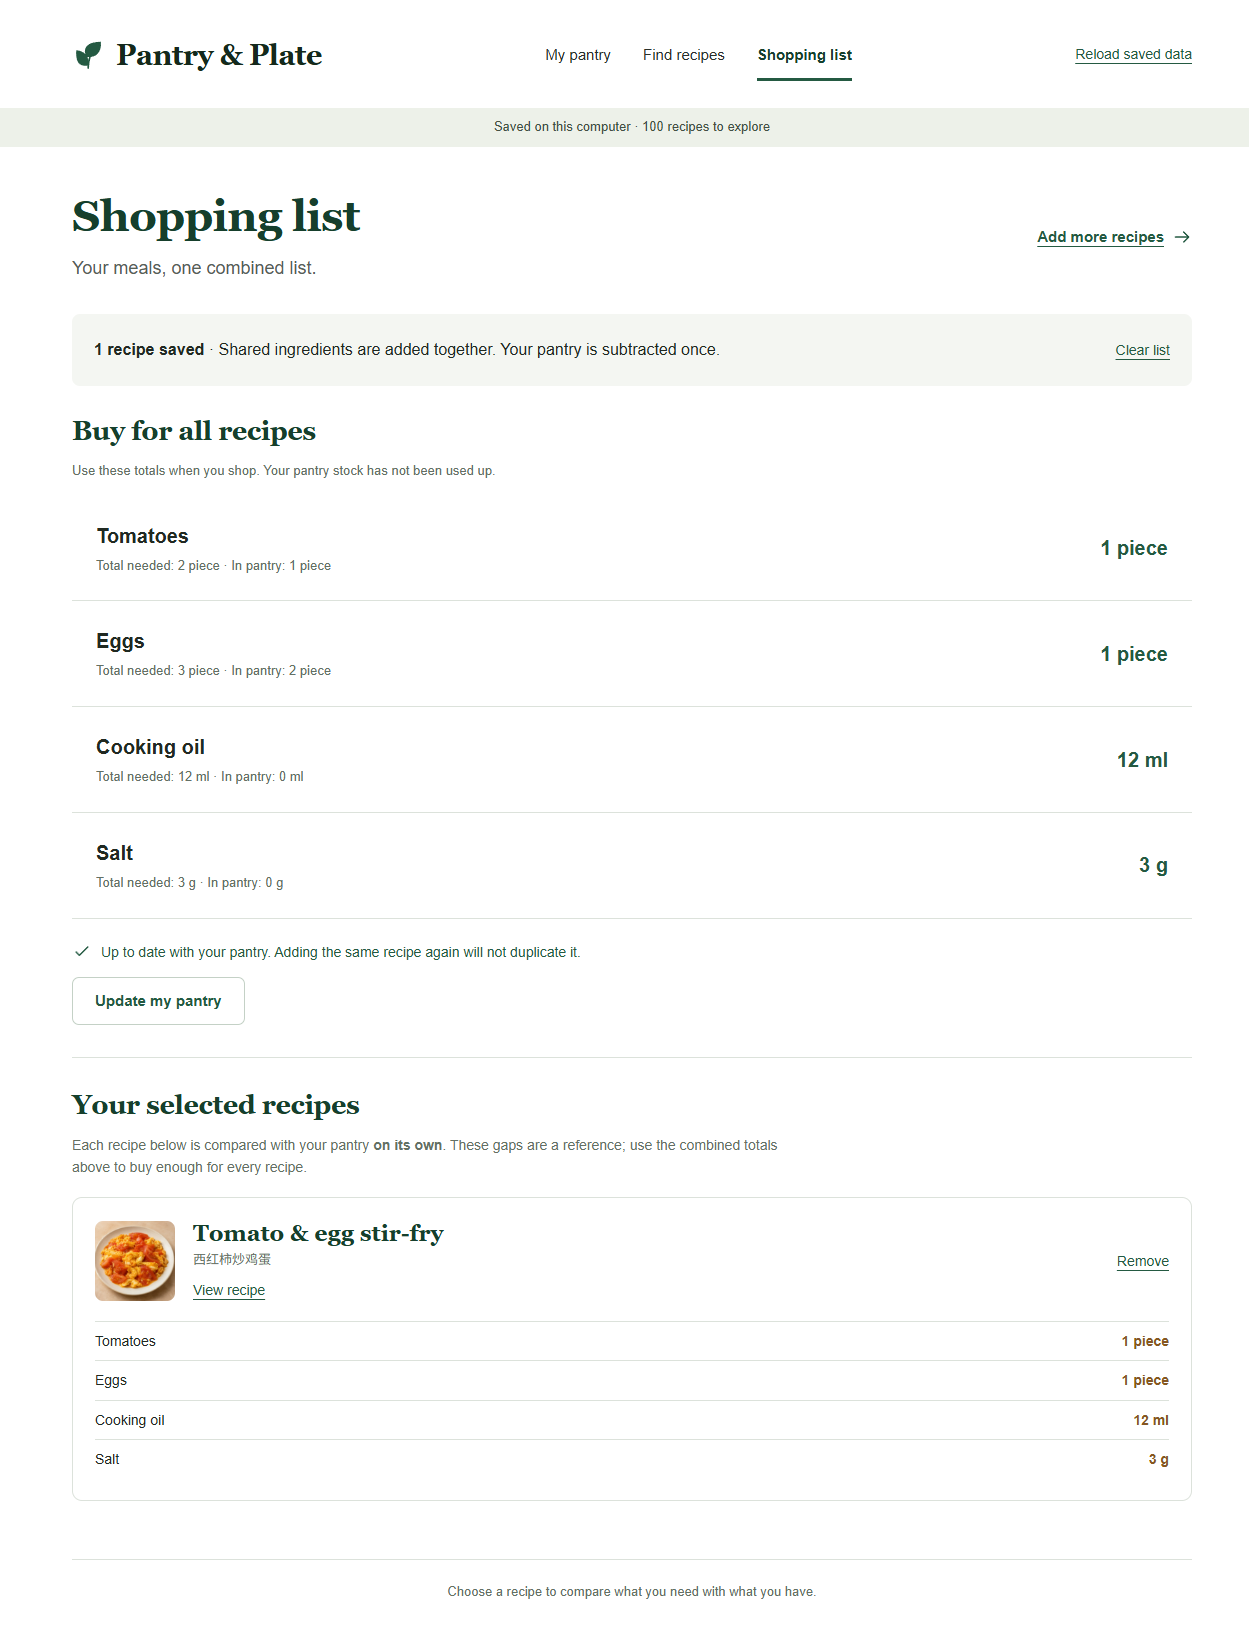 Pantry & Plate
My pantry
Find recipes
Shopping list
Reload saved data
Saved on this computer · 100 recipes to explore
Shopping list
Your meals, one combined list.
Add more recipes →
1 recipe saved · Shared ingredients are added together. Your pantry is subtracted once.
Clear list
Buy for all recipes
Use these totals when you shop. Your pantry stock has not been used up.
Tomatoes
Total needed: 2 piece · In pantry: 1 piece
1 piece
Eggs
Total needed: 3 piece · In pantry: 2 piece
1 piece
Cooking oil
Total needed: 12 ml · In pantry: 0 ml
12 ml
Salt
Total needed: 3 g · In pantry: 0 g
3 g
Up to date with your pantry. Adding the same recipe again will not duplicate it.
Update my pantry
Your selected recipes
Each recipe below is compared with your pantry on its own. These gaps are a reference; use the combined totals
above to buy enough for every recipe.
Tomato & egg stir-fry
西红柿炒鸡蛋
View recipe
Remove
Tomatoes 1 piece
Eggs 1 piece
Cooking oil 12 ml
Salt 3 g
Choose a recipe to compare what you need with what you have.